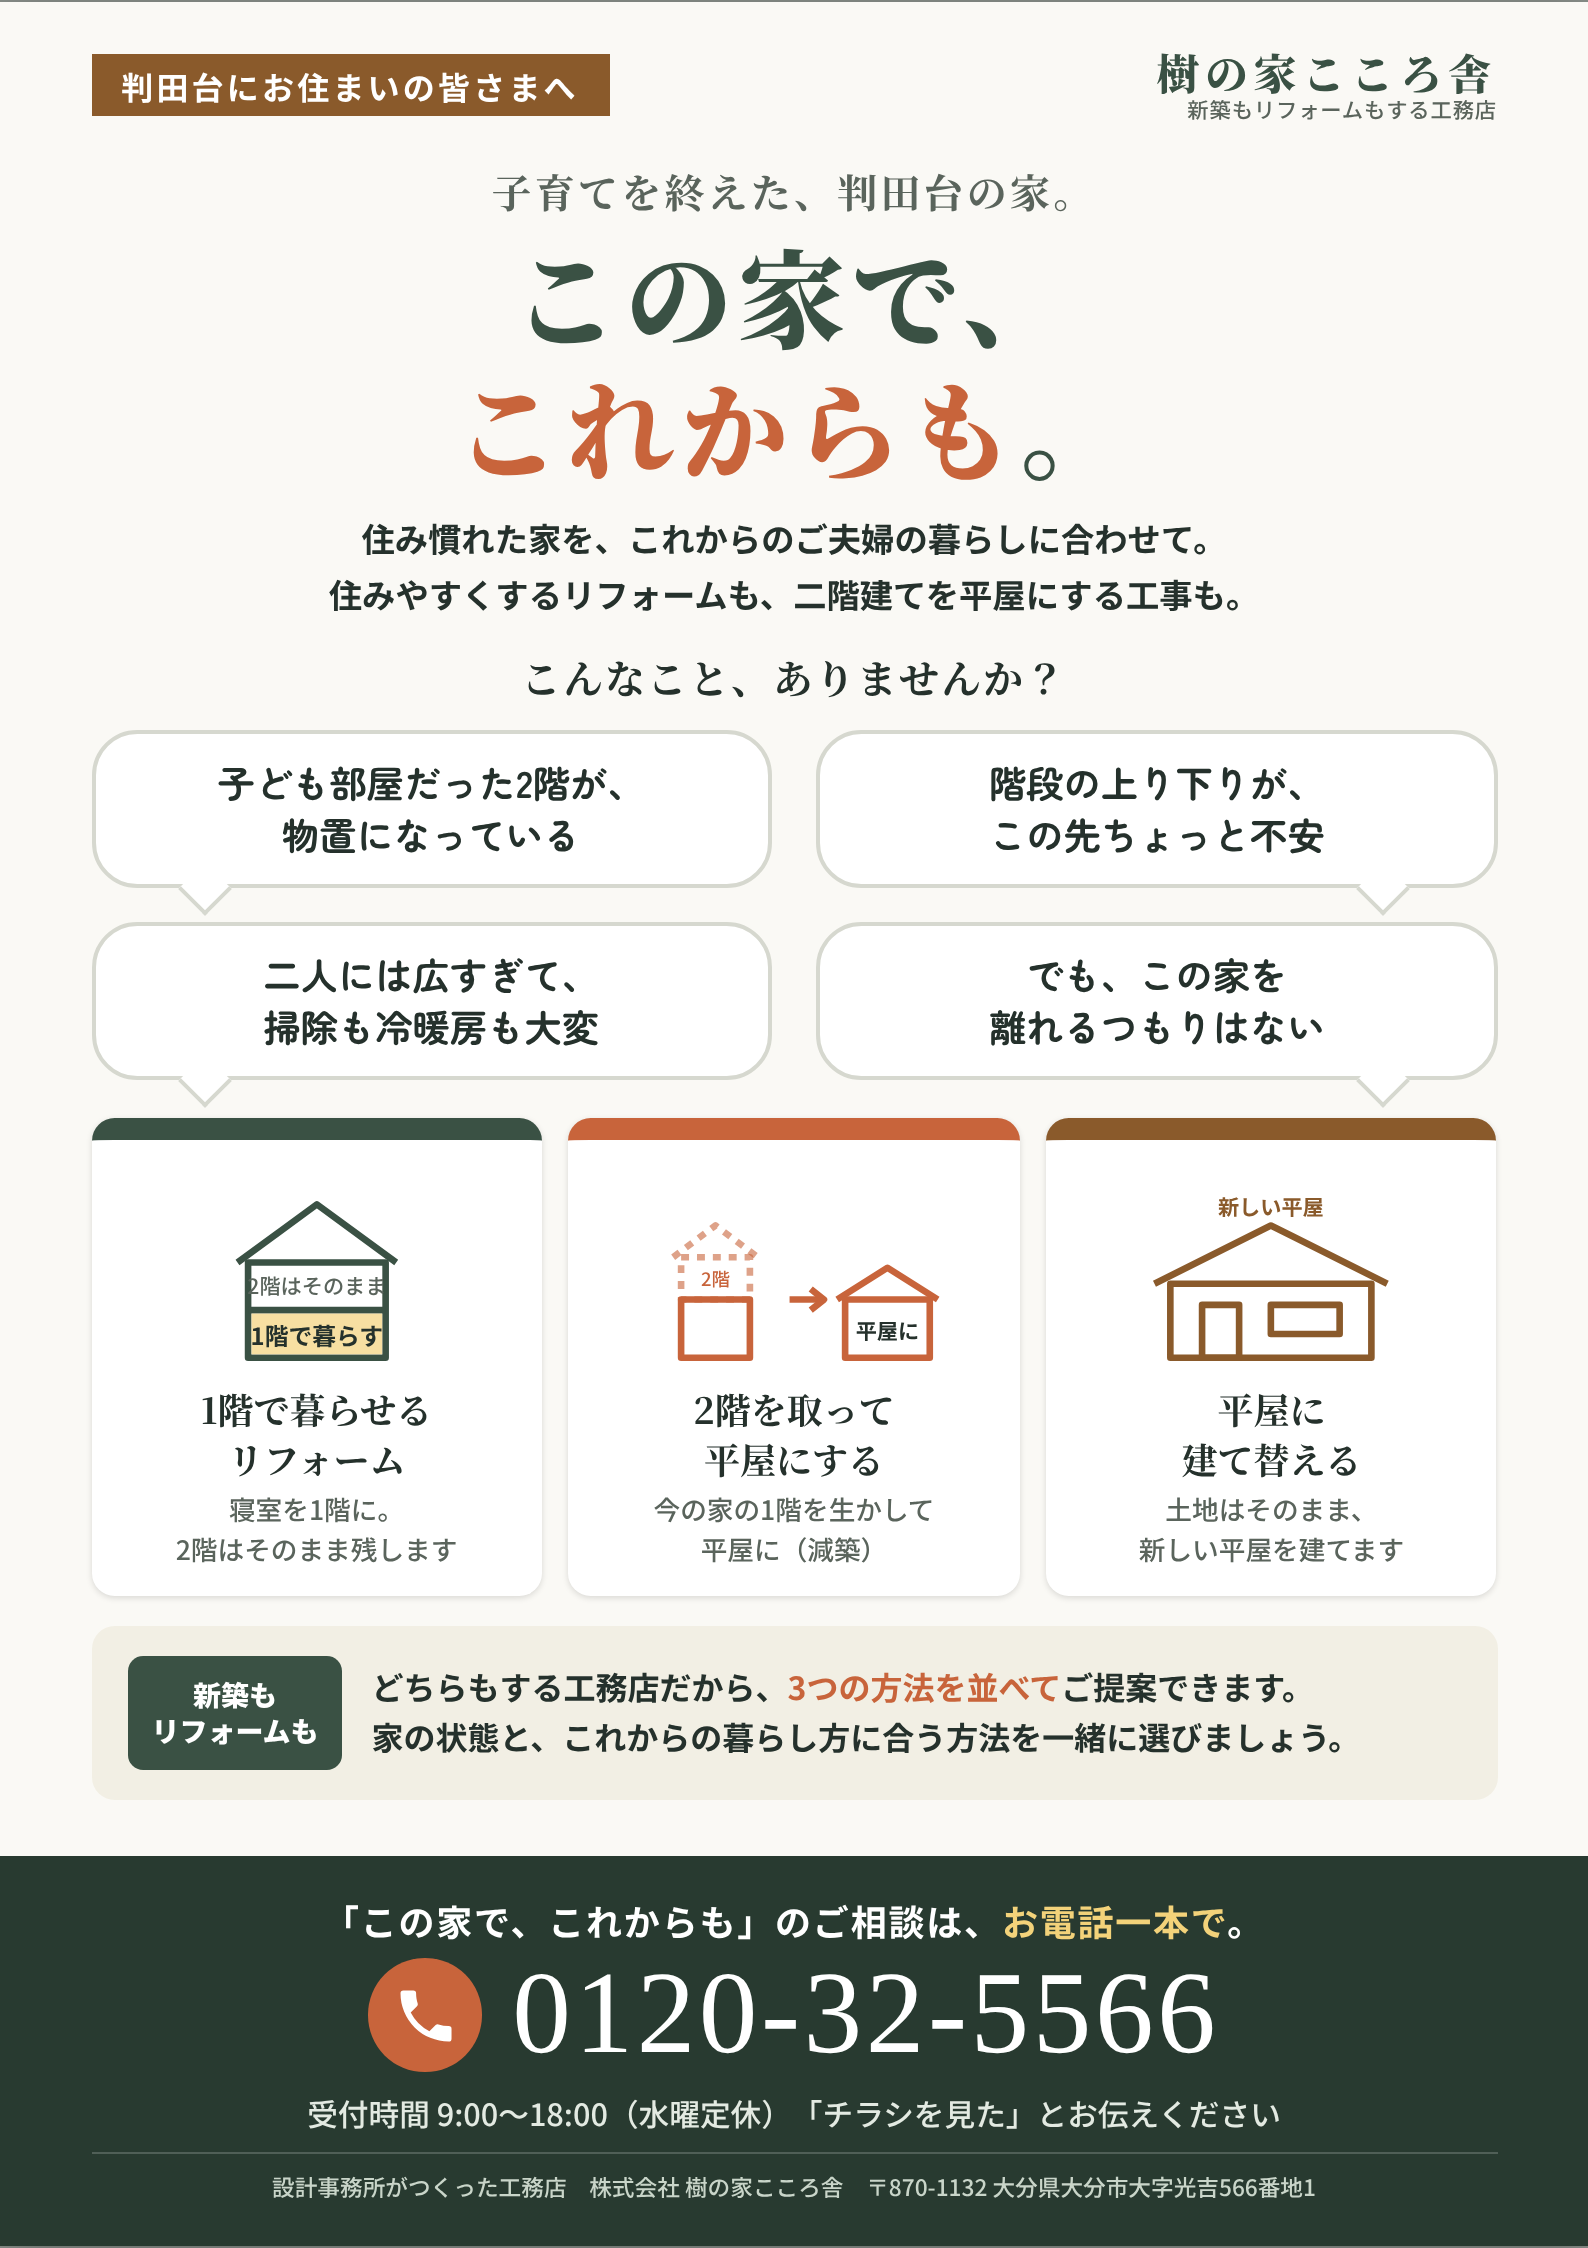 判田台にお住まいの皆さまへ
樹の家こころ舎
新築もリフォームもする工務店
子育てを終えた、判田台の家。
この家で、
これからも。
住み慣れた家を、これからのご夫婦の暮らしに合わせて。
住みやすくするリフォームも、二階建てを平屋にする工事も。
こんなこと、ありませんか？
子ども部屋だった2階が、
物置になっている
階段の上り下りが、
この先ちょっと不安
二人には広すぎて、
掃除も冷暖房も大変
でも、この家を
離れるつもりはない
2階はそのまま
1階で暮らす
1階で暮らせる
リフォーム
寝室を1階に。
2階はそのまま残します
2階
平屋に
2階を取って
平屋にする
今の家の1階を生かして
平屋に（減築）
新しい平屋
平屋に
建て替える
土地はそのまま、
新しい平屋を建てます
新築も
リフォームも
どちらもする工務店だから、3つの方法を並べてご提案できます。
家の状態と、これからの暮らし方に合う方法を一緒に選びましょう。
「この家で、これからも」のご相談は、お電話一本で。
0120-32-5566
受付時間 9:00〜18:00（水曜定休）「チラシを見た」とお伝えください
設計事務所がつくった工務店　株式会社 樹の家こころ舎　〒870-1132 大分県大分市大字光吉566番地1